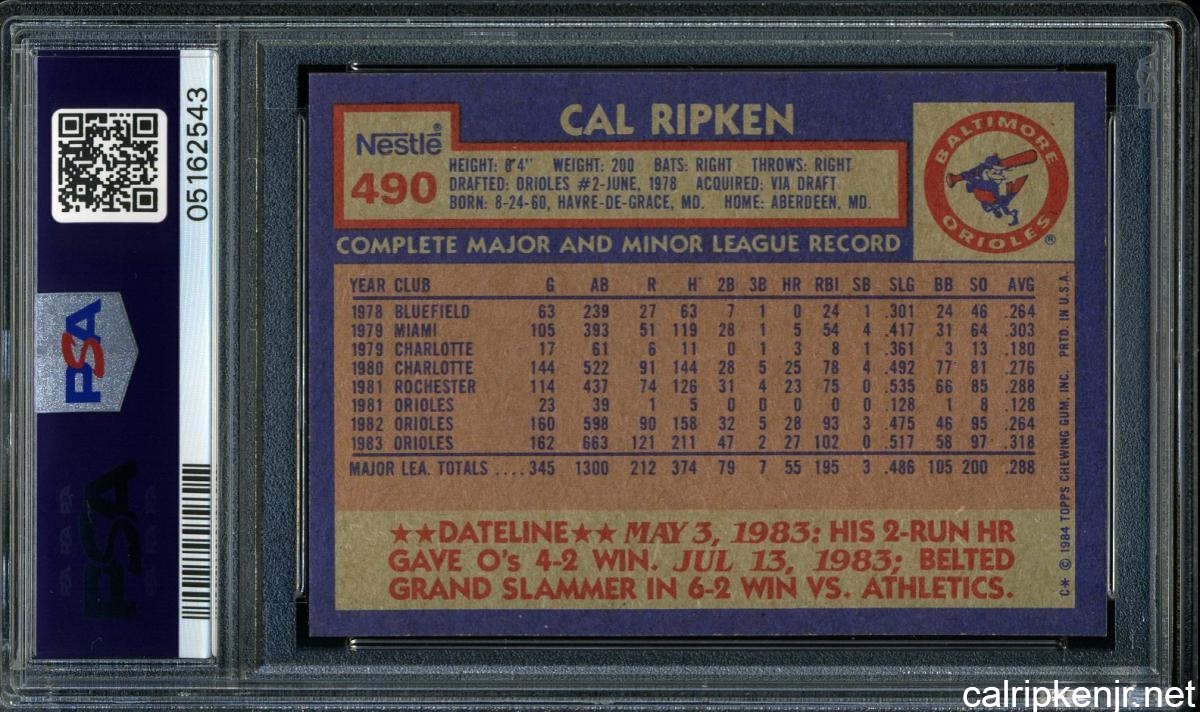 05162543
PSA
PSA
CAL RIPKEN
Nestlé®
490
HEIGHT: 6'4" WEIGHT: 200 BATS: RIGHT THROWS: RIGHT
DRAFTED: ORIOLES #2-JUNE, 1978 ACQUIRED: VIA DRAFT
BORN: 8-24-60, HAVRE-DE-GRACE, MD. HOME: ABERDEEN, MD.
BALTIMORE
ORIOLES®
COMPLETE MAJOR AND MINOR LEAGUE RECORD
YEAR CLUB G AB R H 2B 3B HR RBI SB SLG BB SO AVG
1978 BLUEFIELD 63 239 27 63 7 1 0 24 1 .301 24 46 .264
1979 MIAMI 105 393 51 119 28 1 5 54 4 .417 31 64 .303
1979 CHARLOTTE 17 61 6 11 0 1 3 8 1 .361 3 13 .180
1980 CHARLOTTE 144 522 91 144 28 5 25 78 4 .492 77 81 .276
1981 ROCHESTER 114 437 74 126 31 4 23 75 0 .535 66 85 .288
1981 ORIOLES 23 39 1 5 0 0 0 0 0 .128 1 8 .128
1982 ORIOLES 160 598 90 158 32 5 28 93 3 .475 46 95 .264
1983 ORIOLES 162 663 121 211 47 2 27 102 0 .517 58 97 .318
MAJOR LEA. TOTALS .... 345 1300 212 374 79 7 55 195 3 .486 105 200 .288
★★DATELINE★★ MAY 3, 1983: HIS 2-RUN HR
GAVE O's 4-2 WIN. JUL 13, 1983; BELTED
GRAND SLAMMER IN 6-2 WIN VS. ATHLETICS.
C* © 1984 TOPPS CHEWING GUM, INC. PRTD. IN U.S.A.
calripkenjr.net